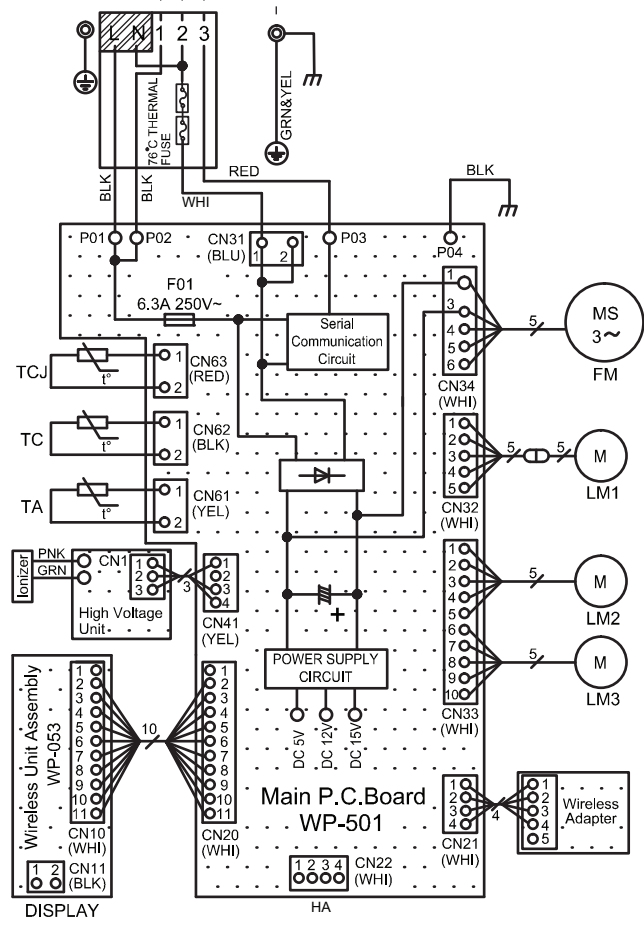 L N 1 2 3
76°C THERMAL
FUSE
GRN&YEL
BLK
BLK
WHI
RED
BLK
P01
P02
CN31
(BLU)
1 2
P03
P04
F01
6.3A 250V~
Serial
Communication
Circuit
1
3
4
5
6
CN34
(WHI)
5
MS
3~
FM
TCJ
t°
1
2
CN63
(RED)
TC
t°
1
2
CN62
(BLK)
TA
t°
1
2
CN61
(YEL)
1
2
3
4
5
CN32
(WHI)
5
5
M
LM1
Ionizer
PNK
GRN
CN1
1
2
3
High Voltage
Unit
3
1
2
3
4
CN41
(YEL)
+
1
2
3
4
5
6
7
8
9
10
CN33
(WHI)
5
M
LM2
5
M
LM3
POWER SUPPLY
CIRCUIT
DC 5V
DC 12V
DC 15V
Wireless Unit Assembly
WP-053
1
2
3
4
5
6
7
8
9
10
11
CN10
(WHI)
1 2
CN11
(BLK)
DISPLAY
10
1
2
3
4
5
6
7
8
9
10
11
CN20
(WHI)
Main P.C.Board
WP-501
1 2 3 4
CN22
(WHI)
1
2
3
4
CN21
(WHI)
4
1
2
3
4
5
Wireless
Adapter
HA